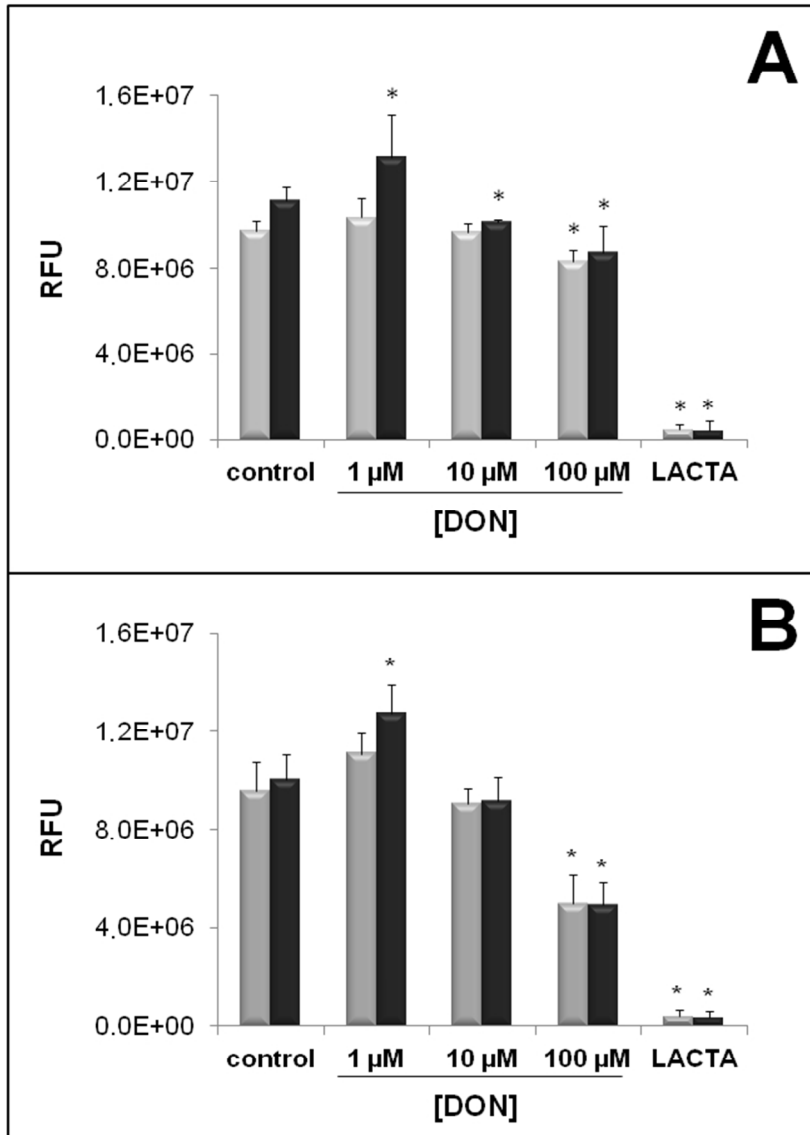 A
1.6E+07
1.2E+07
8.0E+06
4.0E+06
0.0E+00
RFU
* * * * * *
control 1 µM 10 µM 100 µM LACTA
[DON]
B
1.6E+07
1.2E+07
8.0E+06
4.0E+06
0.0E+00
RFU
* * * * *
control 1 µM 10 µM 100 µM LACTA
[DON]